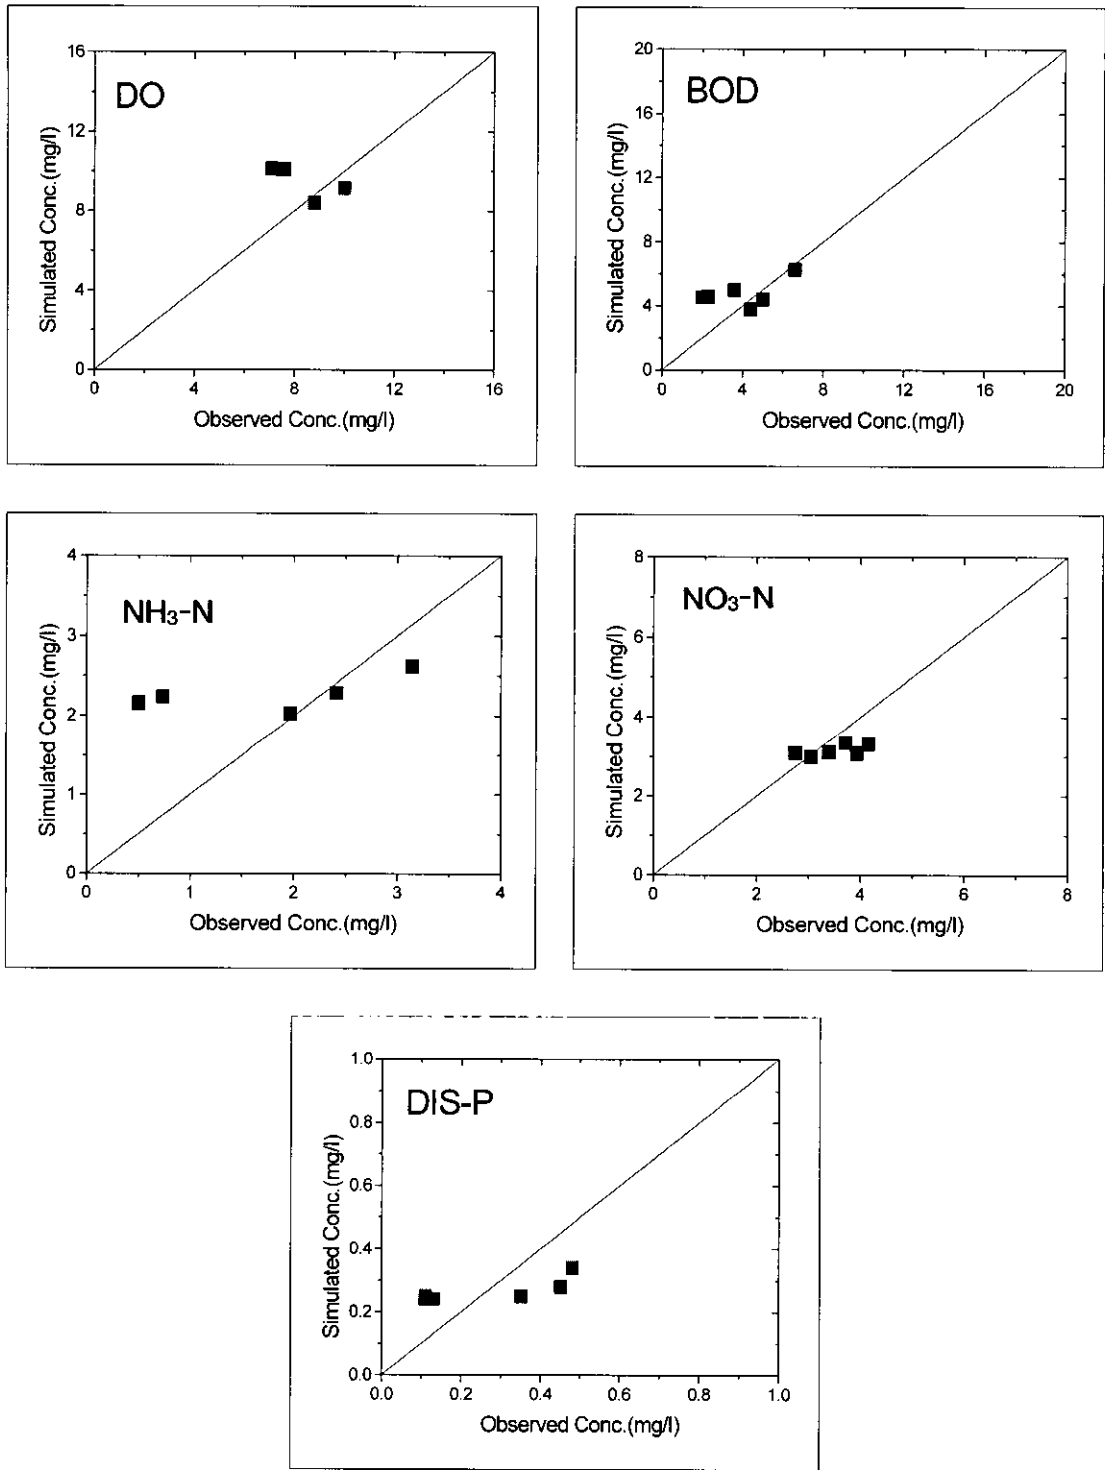 DO
16
12
8
4
0
Simulated Conc.(mg/l)
0 4 8 12 16
Observed Conc.(mg/l)
BOD
20
16
12
8
4
0
Simulated Conc.(mg/l)
0 4 8 12 16 20
Observed Conc.(mg/l)
NH₃-N
4
3
2
1
0
Simulated Conc.(mg/l)
0 1 2 3 4
Observed Conc.(mg/l)
NO₃-N
8
6
4
2
0
Simulated Conc.(mg/l)
0 2 4 6 8
Observed Conc.(mg/l)
DIS-P
1.0
0.8
0.6
0.4
0.2
0.0
Simulated Conc.(mg/l)
0.0 0.2 0.4 0.6 0.8 1.0
Observed Conc.(mg/l)